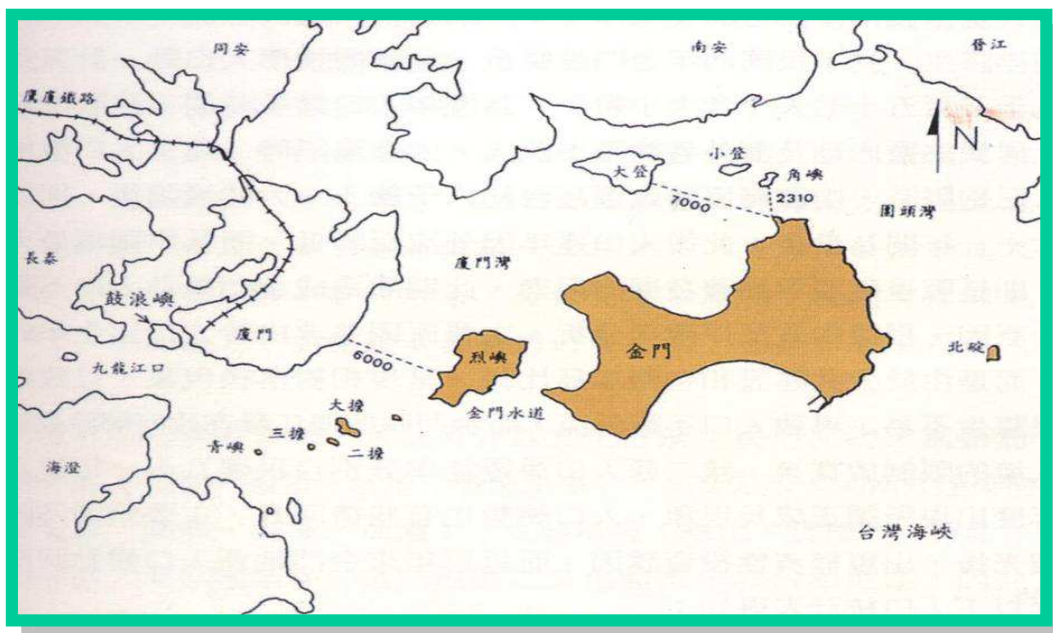 同安
南安
晉江
鷹廈鐵路
N
小嶝
大嶝
角嶼
7000
2310
圍頭灣
長泰
廈門灣
鼓浪嶼
廈門
6000
烈嶼
金門
北碇
九龍江口
大擔
金門水道
三擔
青嶼
二擔
海澄
台灣海峽